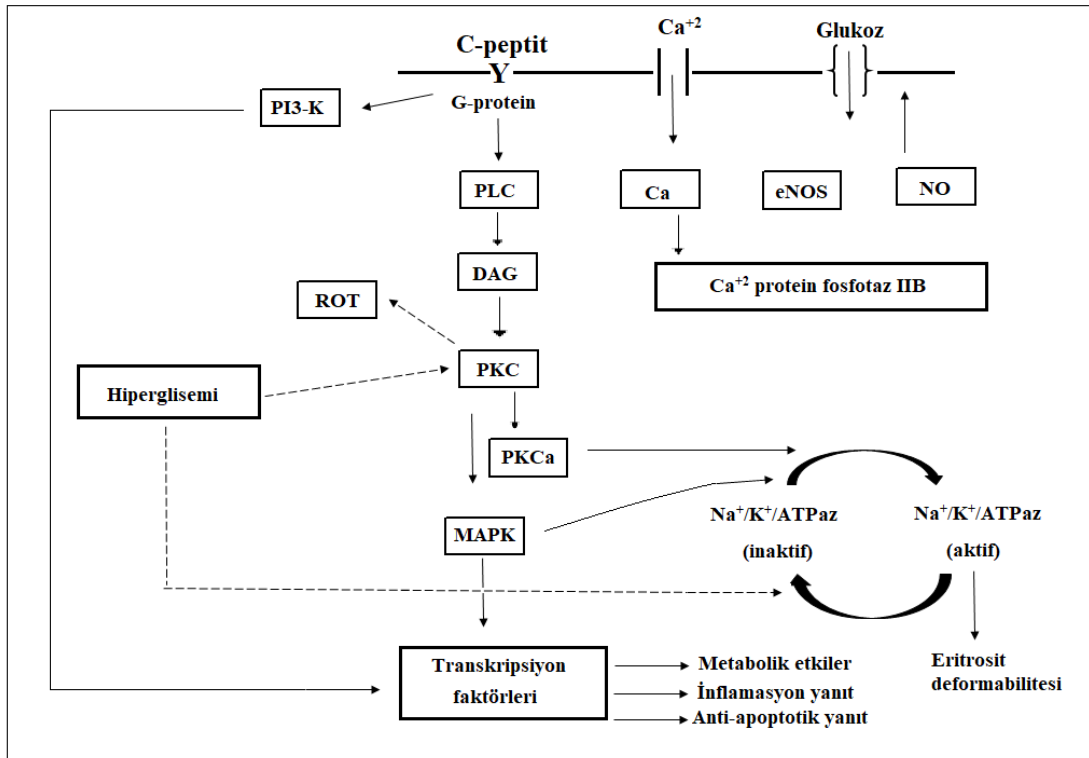 C-peptit
Y
Ca⁺²
Glukoz
PI3-K
G-protein
PLC
Ca
eNOS
NO
DAG
Ca⁺² protein fosfotaz IIB
ROT
PKC
Hiperglisemi
PKCa
MAPK
Na⁺/K⁺/ATPaz
(inaktif)
Na⁺/K⁺/ATPaz
(aktif)
Transkripsiyon
faktörleri
Metabolik etkiler
İnflamasyon yanıt
Anti-apoptotik yanıt
Eritrosit
deformabilitesi